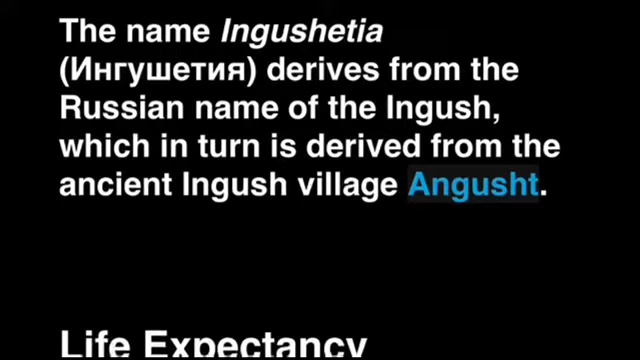 The name Ingushetia
(Ингушетия) derives from the
Russian name of the Ingush,
which in turn is derived from the
ancient Ingush village Angusht.
Life Expectancy